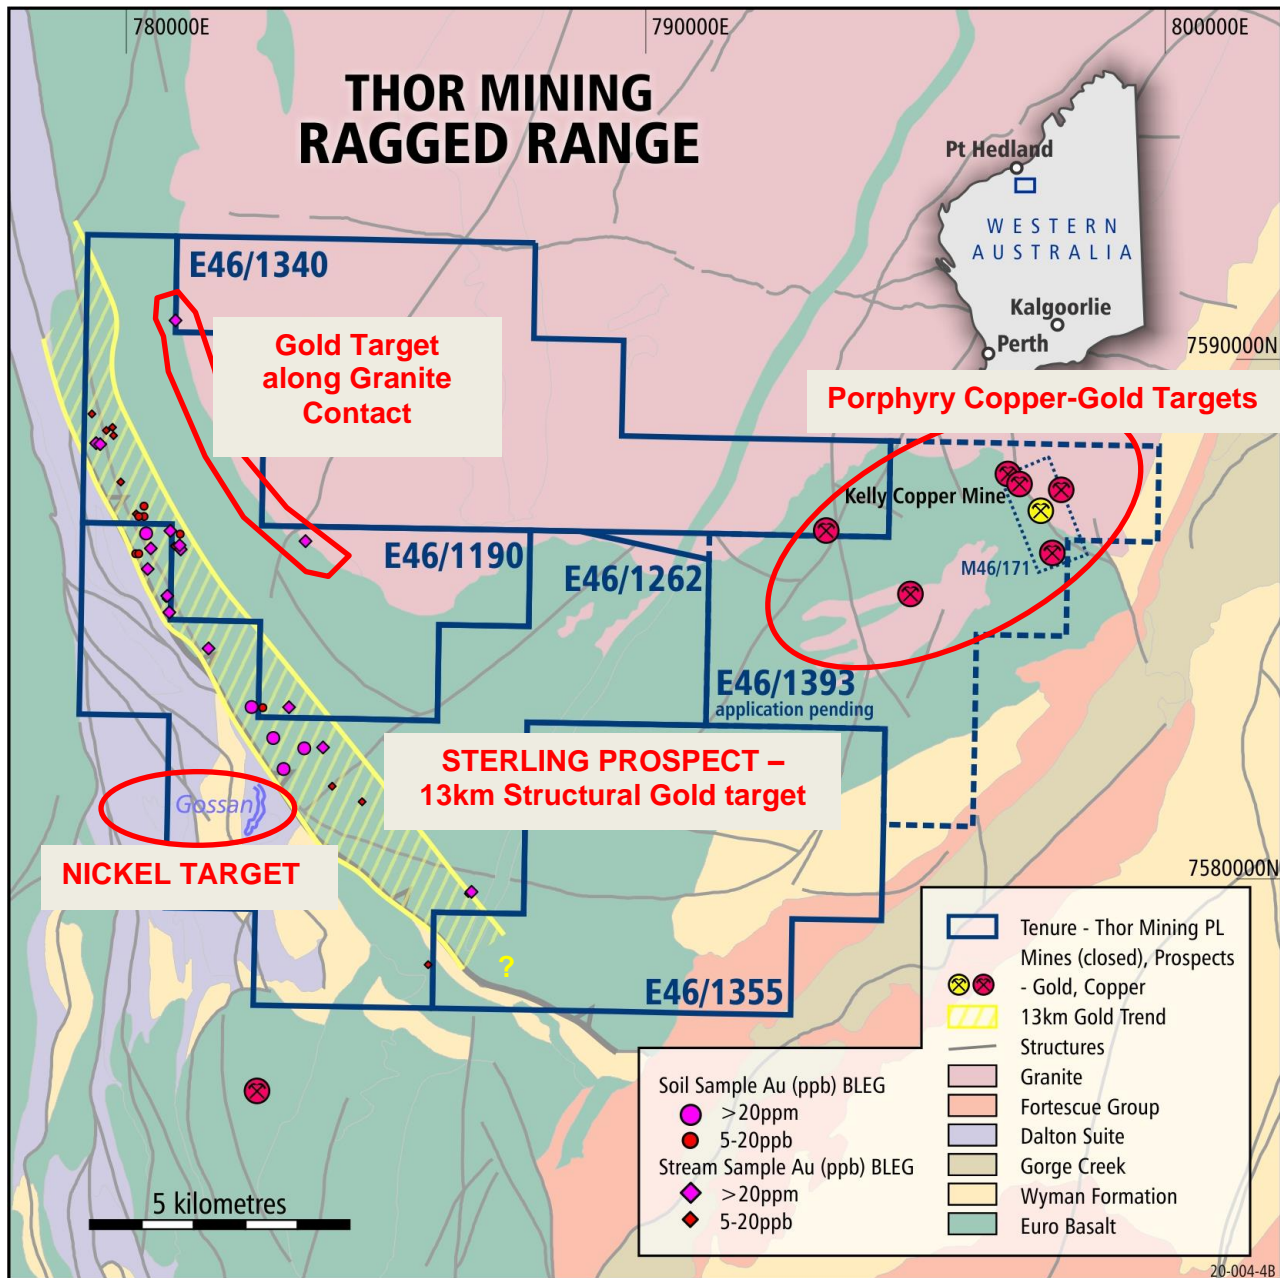 780000E
790000E
800000E
THOR MINING
RAGGED RANGE
Pt Hedland
WESTERN
AUSTRALIA
Kalgoorlie
Perth
7590000N
E46/1340
Gold Target
along Granite
Contact
Porphyry Copper-Gold Targets
Kelly Copper Mine
M46/171
E46/1190
E46/1262
E46/1393
application pending
STERLING PROSPECT –
13km Structural Gold target
Gossan
NICKEL TARGET
7580000N
?
E46/1355
Tenure - Thor Mining PL
Mines (closed), Prospects
- Gold, Copper
13km Gold Trend
Structures
Granite
Fortescue Group
Dalton Suite
Gorge Creek
Wyman Formation
Euro Basalt
Soil Sample Au (ppb) BLEG
>20ppm
5-20ppb
Stream Sample Au (ppb) BLEG
>20ppm
5-20ppb
5 kilometres
20-004-4B